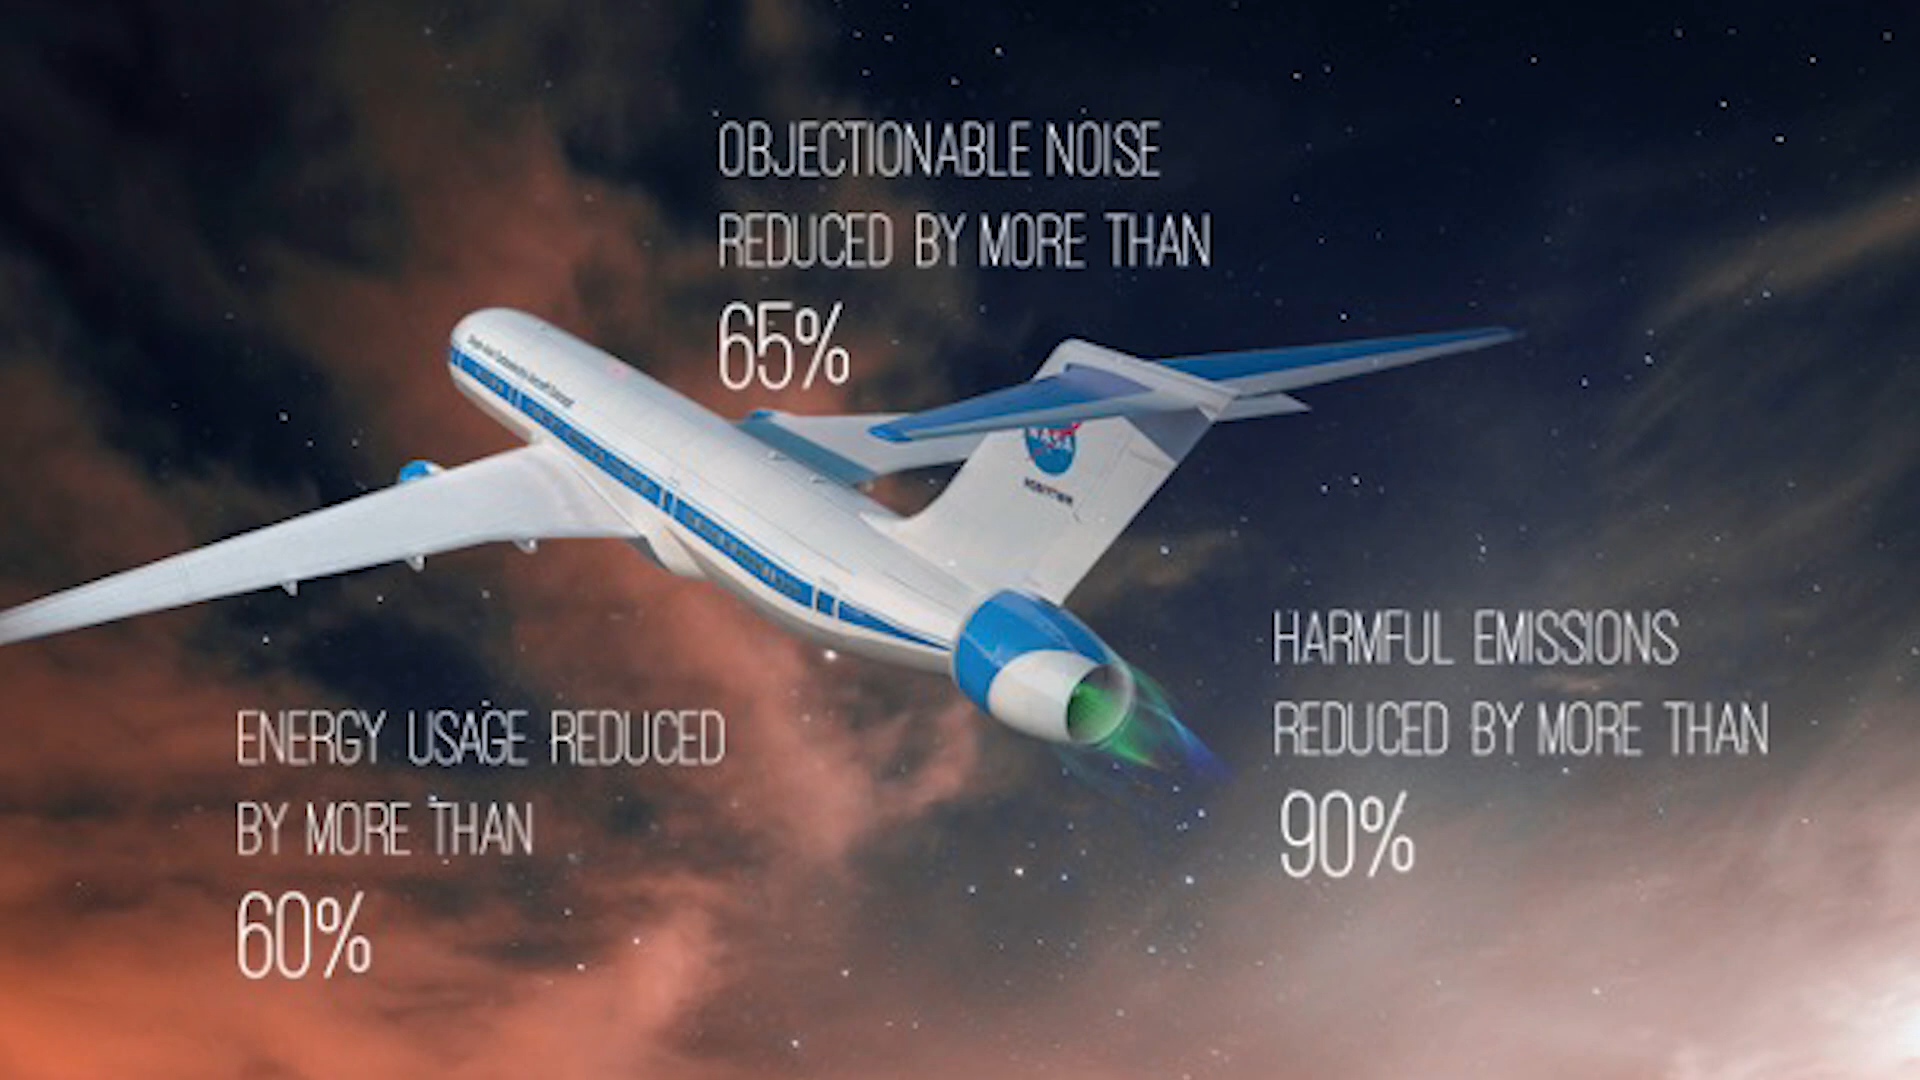 OBJECTIONABLE NOISE
REDUCED BY MORE THAN
65%
NASA
HARMFUL EMISSIONS
REDUCED BY MORE THAN
90%
ENERGY USAGE REDUCED
BY MORE THAN
60%